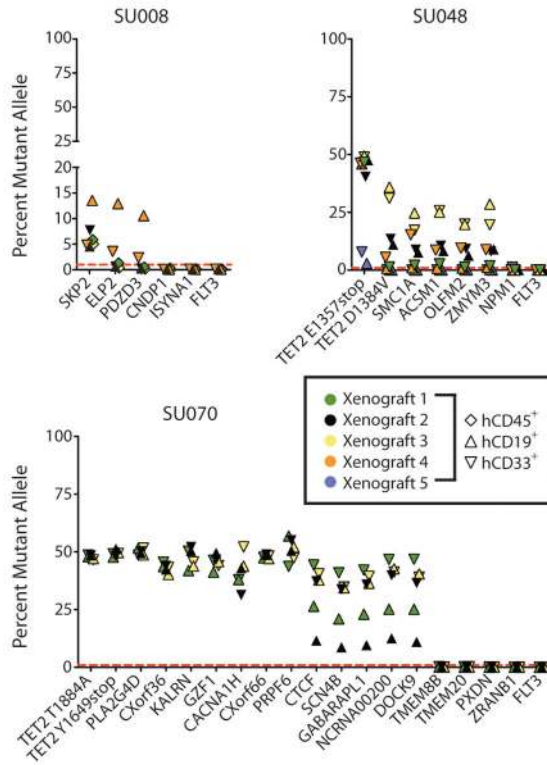 SU008
SU048
Percent Mutant Allele
100
75
50
25
20
15
10
5
0
SKP2
ELP2
PDZD3
CNDP1
ISYNA1
FLT3
100
75
50
25
0
TET2 E1357stop
TET2 D1384V
SMC1A
ACSM1
OLFM2
ZMYM3
NPM1
FLT3
Xenograft 1
Xenograft 2
Xenograft 3
Xenograft 4
Xenograft 5
hCD45+
hCD19+
hCD33+
SU070
Percent Mutant Allele
100
75
50
25
0
TET2 T1884A
TET2 Y1649stop
PLA2G4D
CXorf36
KALRN
GZF1
CACNA1H
CXorf66
PRPF6
CTCF
SCN4B
GABARAPL1
NCRNA00200
DOCK9
TMEM8B
TMEM20
PXDN
ZRANB1
FLT3